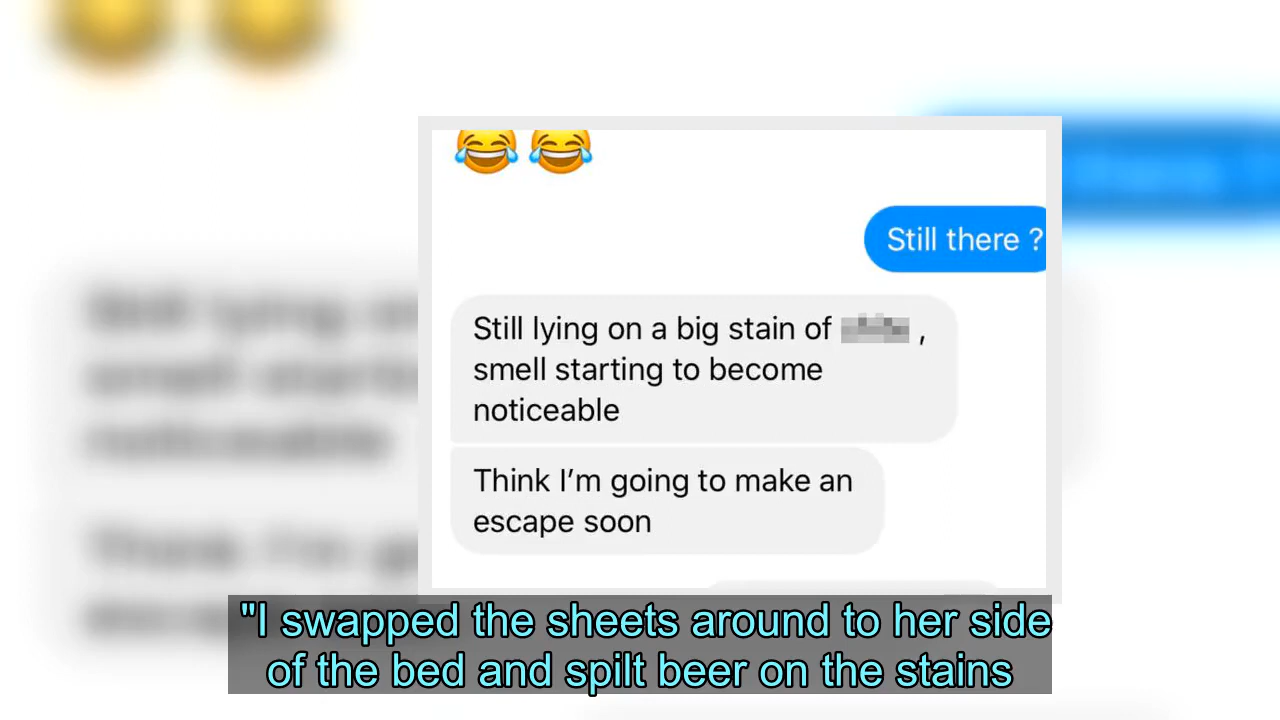 Still there ?
Still lying on a big stain of ,
smell starting to become
noticeable
Think I’m going to make an
escape soon
"I swapped the sheets around to her side
of the bed and spilt beer on the stains